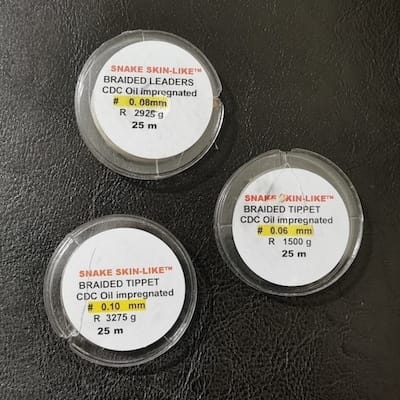 SNAKE SKIN-LIKE™
BRAIDED LEADERS
CDC Oil impregnated
# 0.08mm
R 2925 g
25 m
SNAKE SKIN-LIKE™
BRAIDED TIPPET
CDC Oil impregnated
# 0.06 mm
R 1500 g
25 m
SNAKE SKIN-LIKE™
BRAIDED TIPPET
CDC Oil impregnated
# 0.10 mm
R 3275 g
25 m